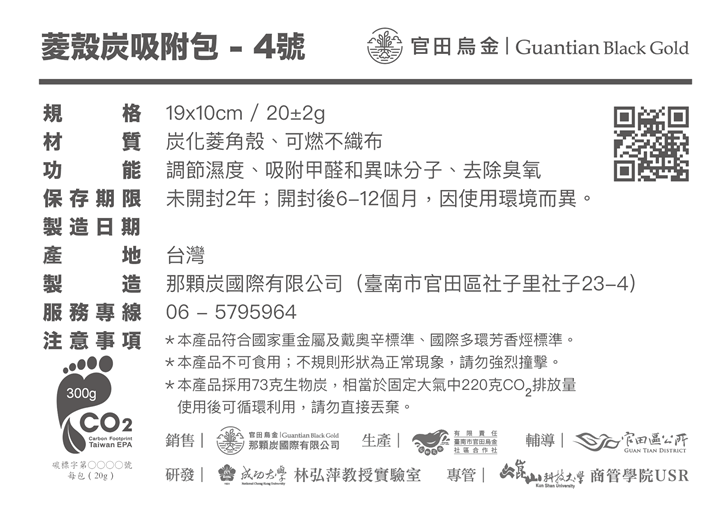 菱殼炭吸附包 - 4號
官田烏金 | Guantian Black Gold
規格 19x10cm / 20±2g
材質 炭化菱角殼、可燃不織布
功能 調節濕度、吸附甲醛和異味分子、去除臭氧
保存期限 未開封2年；開封後6-12個月，因使用環境而異。
製造日期
產地 台灣
製造 那顆炭國際有限公司（臺南市官田區社子里社子23-4）
服務專線 06 - 5795964
注意事項 *本產品符合國家重金屬及戴奧辛標準、國際多環芳香烴標準。
*本產品不可食用；不規則形狀為正常現象，請勿強烈撞擊。
*本產品採用73克生物炭，相當於固定大氣中220克CO2排放量
使用後可循環利用，請勿直接丟棄。
300g
CO2
Carbon Footprint
Taiwan EPA
碳標字第○○○○號
每包（20g）
銷售 | 官田烏金 | Guantian Black Gold
那顆炭國際有限公司
生產 | 有限責任
臺南市官田烏金
社區合作社
輔導 | 官田區公所
GUAN TIAN DISTRICT
研發 | 成功大學 林弘萍教授實驗室
National Cheng Kung University
專管 | 崑山科技大學 商管學院USR
Kun Shan University